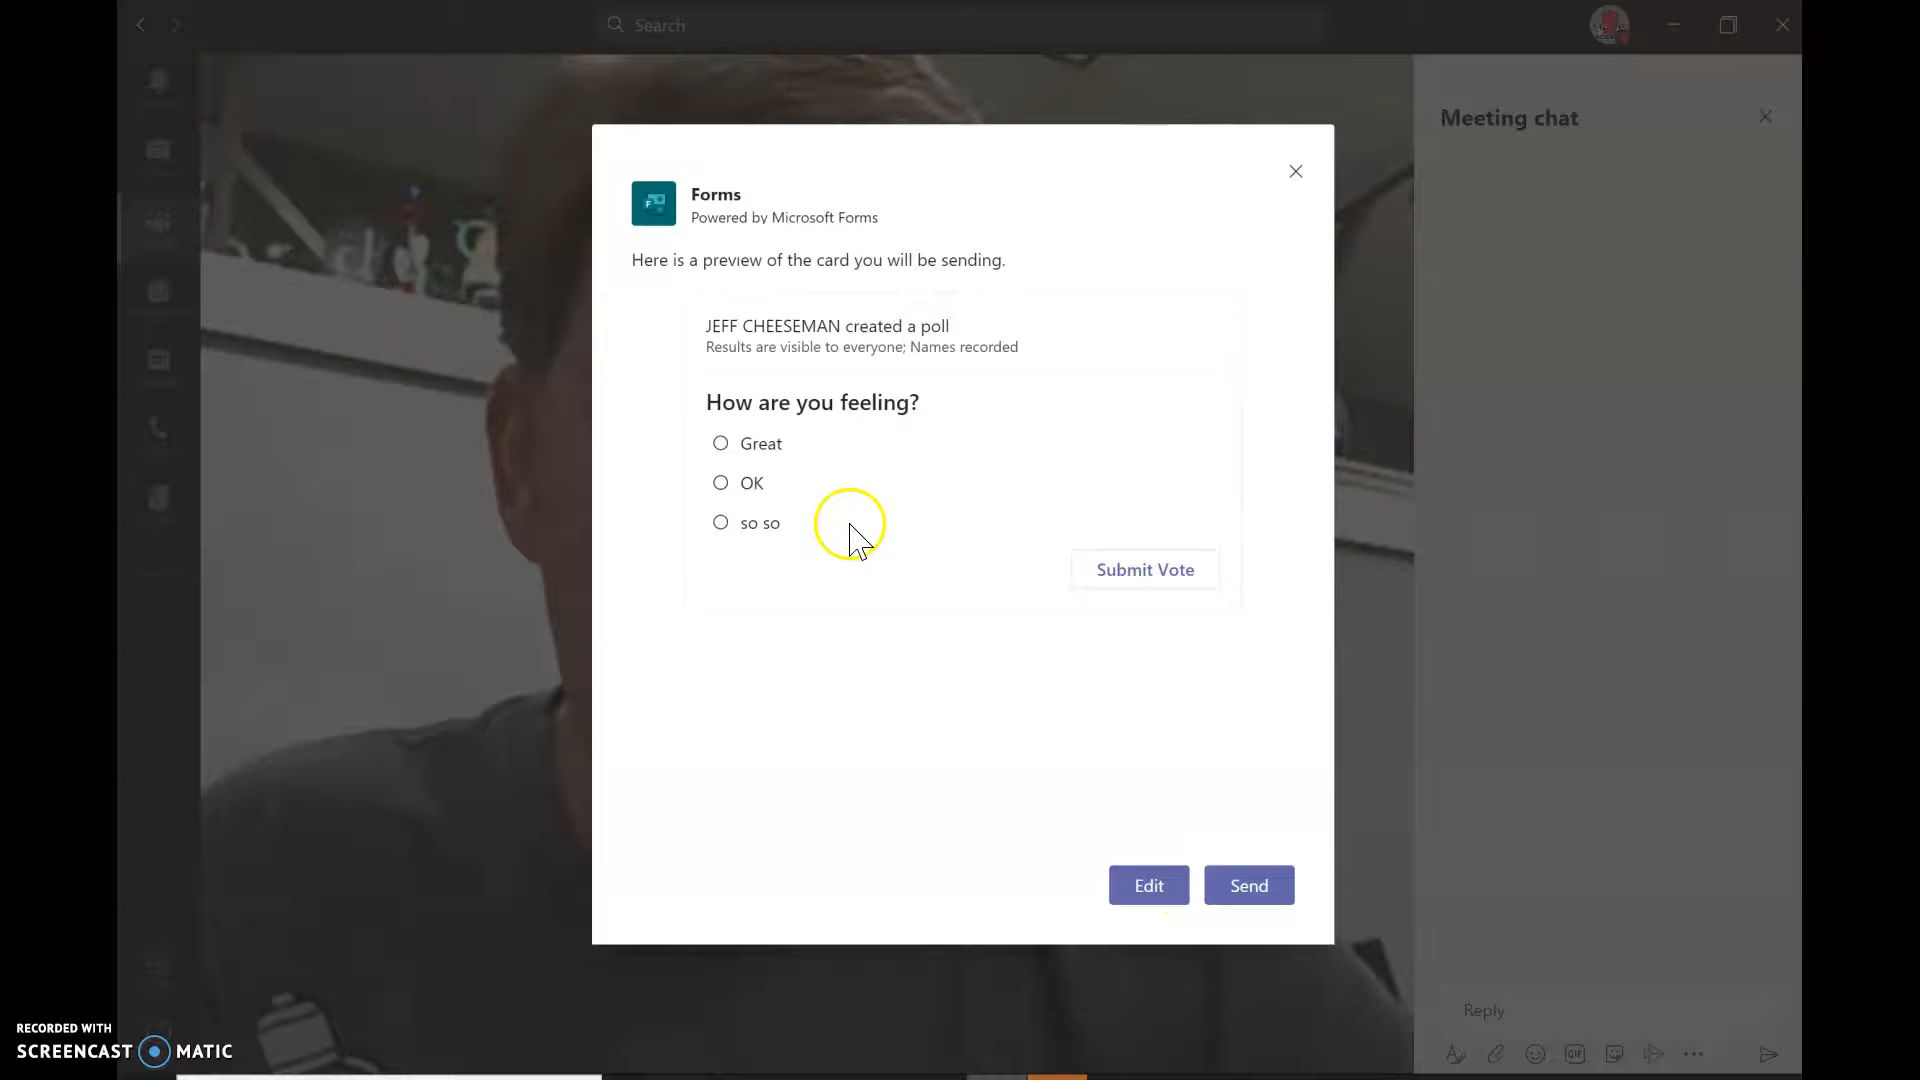 Search
Meeting chat
Forms
Powered by Microsoft Forms
Here is a preview of the card you will be sending.
JEFF CHEESEMAN created a poll
Results are visible to everyone; Names recorded
How are you feeling?
Great
OK
so so
Submit Vote
Edit
Send
Reply
GIF
RECORDED WITH
SCREENCAST MATIC